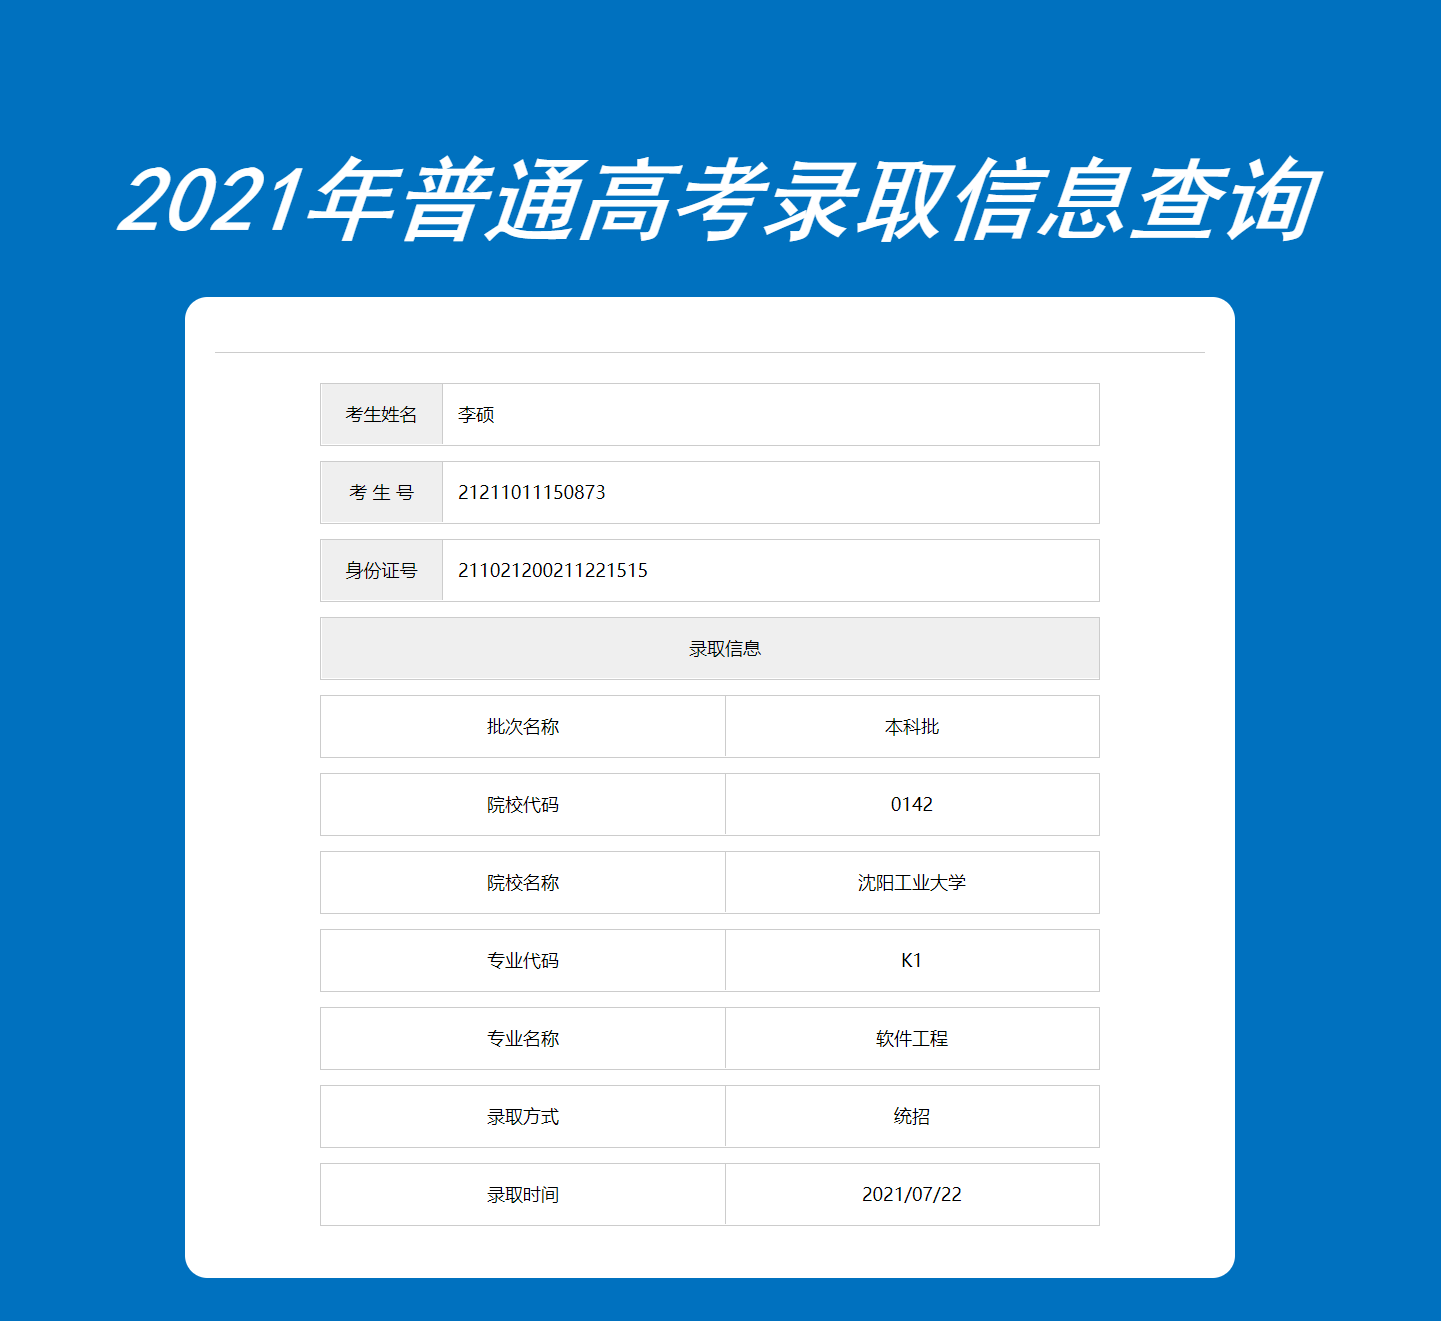 2021年普通高考录取信息查询
考生姓名 李硕
考 生 号 21211011150873
身份证号 211021200211221515
录取信息
批次名称 本科批
院校代码 0142
院校名称 沈阳工业大学
专业代码 K1
专业名称 软件工程
录取方式 统招
录取时间 2021/07/22